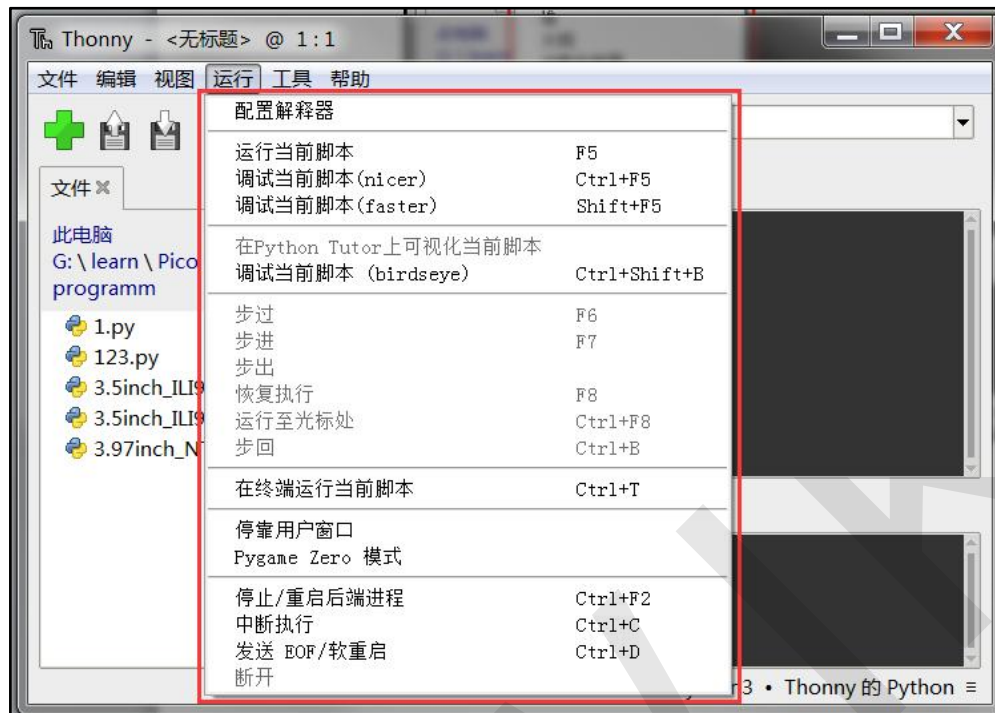 Thonny - <无标题> @ 1:1
文件 编辑 视图 运行 工具 帮助
配置解释器
运行当前脚本 F5
调试当前脚本(nicer) Ctrl+F5
调试当前脚本(faster) Shift+F5
在Python Tutor上可视化当前脚本
调试当前脚本 (birdseye) Ctrl+Shift+B
步过 F6
步进 F7
步出
恢复执行 F8
运行至光标处 Ctrl+F8
步回 Ctrl+B
在终端运行当前脚本 Ctrl+T
停靠用户窗口
Pygame Zero 模式
停止/重启后端进程 Ctrl+F2
中断执行 Ctrl+C
发送 EOF/软重启 Ctrl+D
断开
文件
此电脑
G: \ learn \ Pico
programm
1.py
123.py
3.5inch_ILI9
3.5inch_ILI9
3.97inch_N
3 • Thonny 的 Python ≡